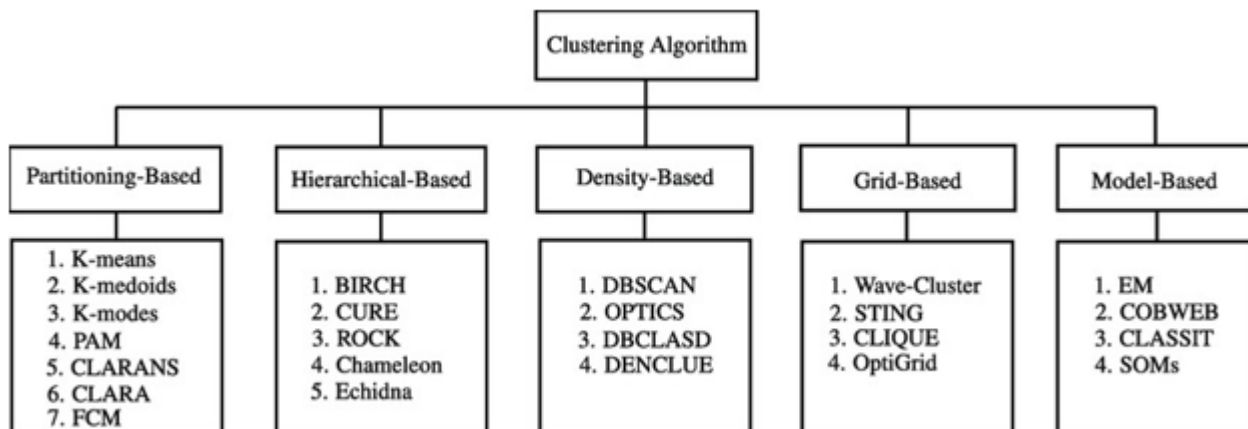 Clustering Algorithm
Partitioning-Based
Hierarchical-Based
Density-Based
Grid-Based
Model-Based
1. K-means
2. K-medoids
3. K-modes
4. PAM
5. CLARANS
6. CLARA
7. FCM
1. BIRCH
2. CURE
3. ROCK
4. Chameleon
5. Echidna
1. DBSCAN
2. OPTICS
3. DBCLASD
4. DENCLUE
1. Wave-Cluster
2. STING
3. CLIQUE
4. OptiGrid
1. EM
2. COBWEB
3. CLASSIT
4. SOMs